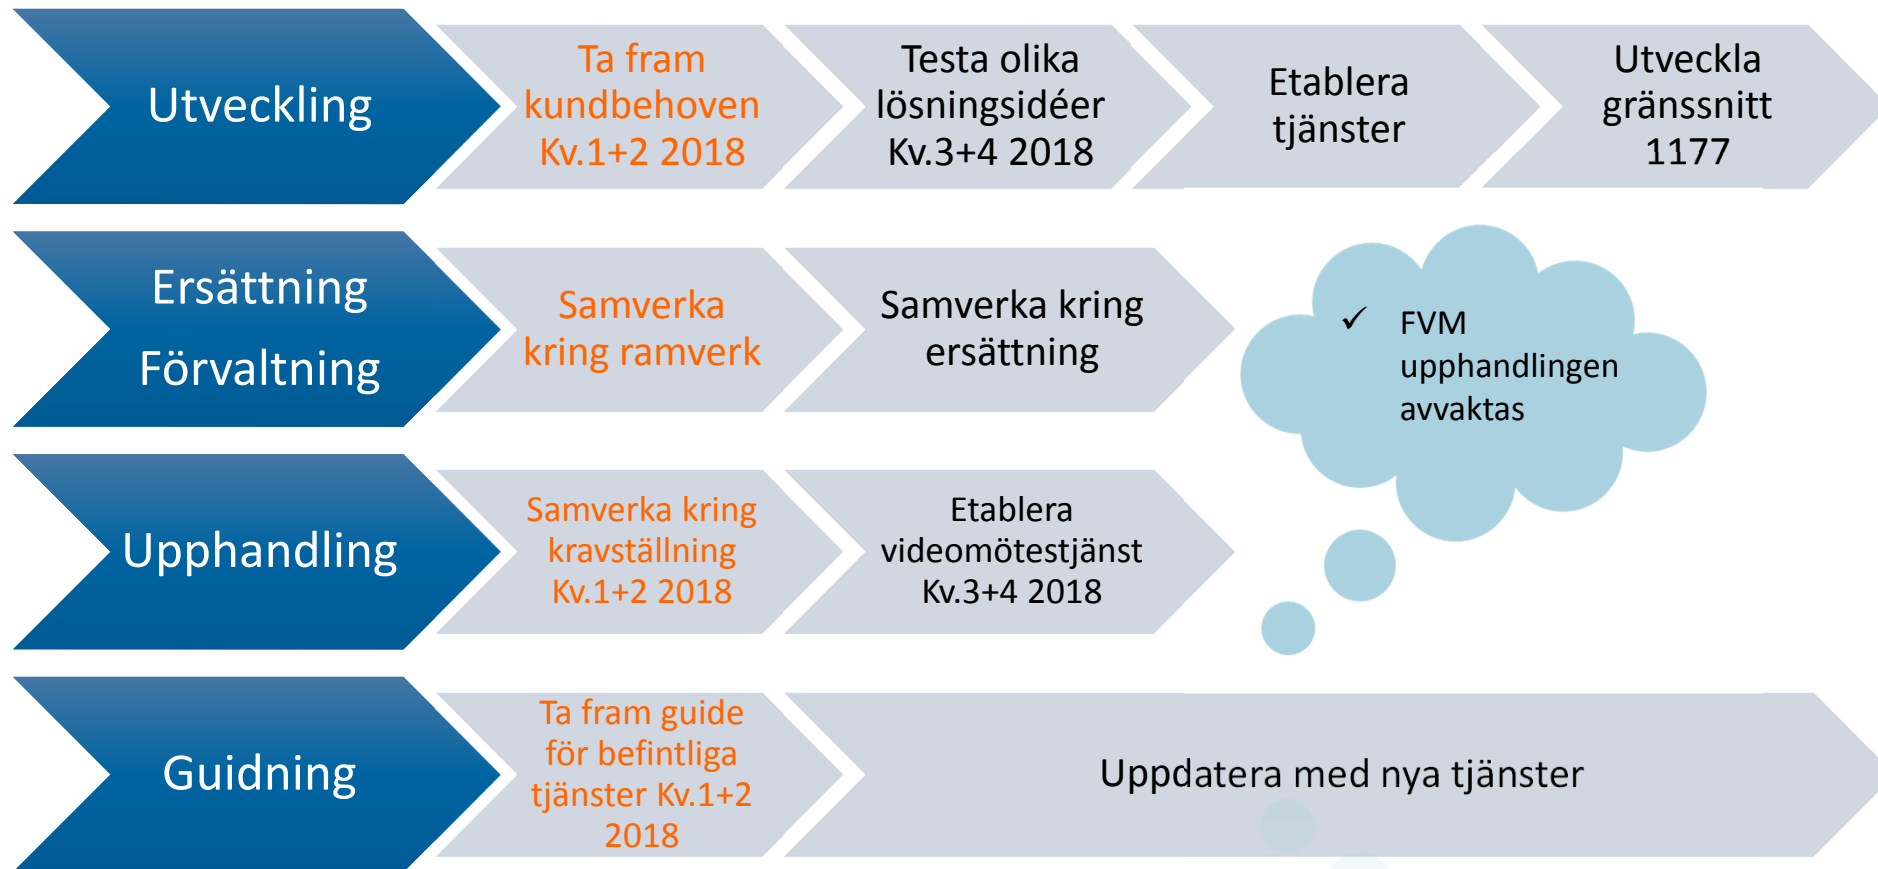 Utveckling
Ta fram
kundbehoven
Kv.1+2 2018
Testa olika
lösningsidéer
Kv.3+4 2018
Etablera
tjänster
Utveckla
gränssnitt
1177
Ersättning
Förvaltning
Samverka
kring ramverk
Samverka kring
ersättning
✓ FVM
upphandlingen
avvaktas
Upphandling
Samverka kring
kravställning
Kv.1+2 2018
Etablera
videomötestjänst
Kv.3+4 2018
Guidning
Ta fram guide
för befintliga
tjänster Kv.1+2
2018
Uppdatera med nya tjänster